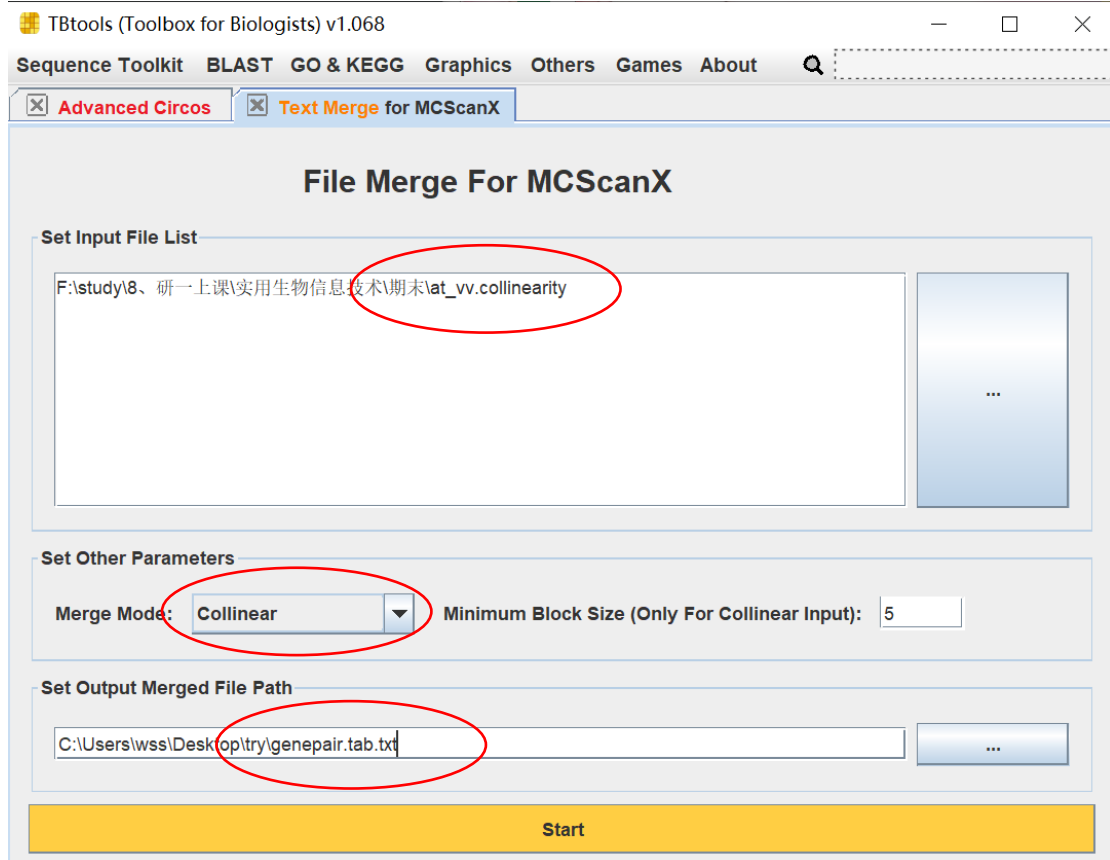 TBtools (Toolbox for Biologists) v1.068
Sequence Toolkit BLAST GO & KEGG Graphics Others Games About
Advanced Circos Text Merge for MCScanX
File Merge For MCScanX
Set Input File List
F:\study\8、研一上课\实用生物信息技术\期末\at_vv.collinearity
...
Set Other Parameters
Merge Mode: Collinear Minimum Block Size (Only For Collinear Input): 5
Set Output Merged File Path
C:\Users\wss\Desktop\try\genepair.tab.txt ...
Start